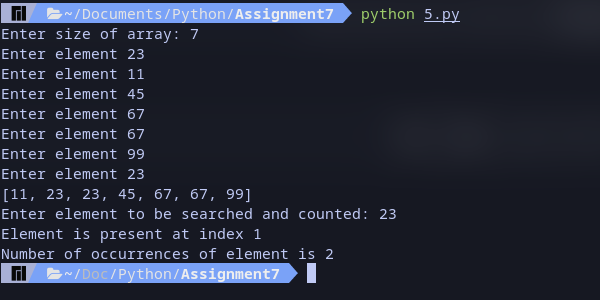 ~/Documents/Python/Assignment7 python 5.py
Enter size of array: 7
Enter element 23
Enter element 11
Enter element 45
Enter element 67
Enter element 67
Enter element 99
Enter element 23
[11, 23, 23, 45, 67, 67, 99]
Enter element to be searched and counted: 23
Element is present at index 1
Number of occurrences of element is 2
~/Doc/Python/Assignment7